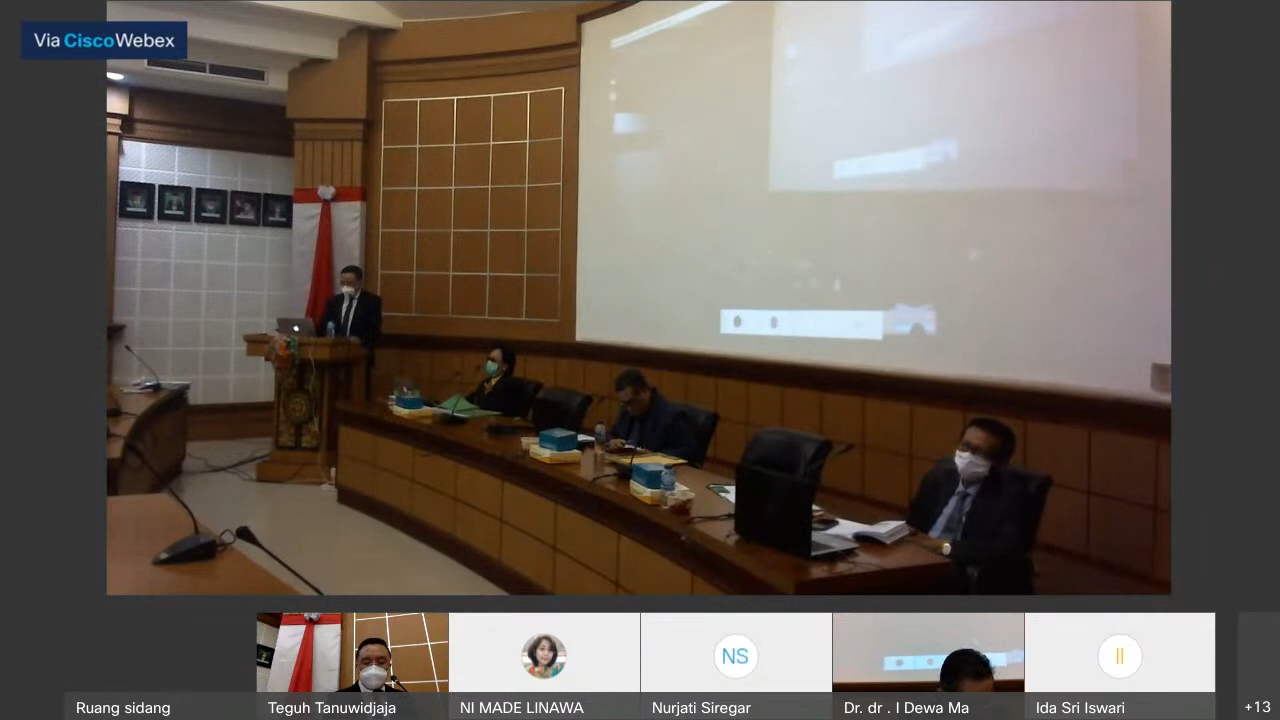 Via CiscoWebex
NS
II
Ruang sidang
Teguh Tanuwidjaja
NI MADE LINAWA
Nurjati Siregar
Dr. dr . I Dewa Ma
Ida Sri Iswari
+13